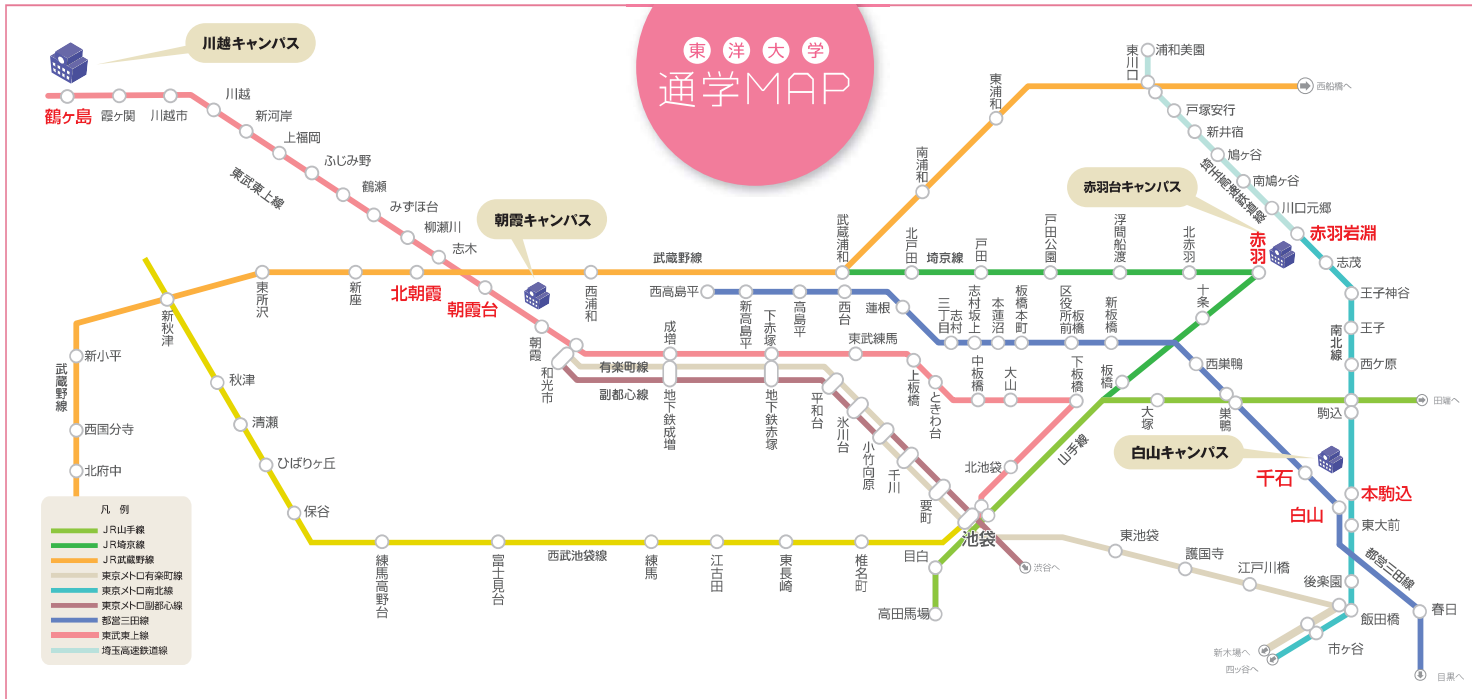 東洋大学
通学MAP
川越キャンパス
鶴ヶ島
霞ヶ関
川越市
川越
新河岸
上福岡
ふじみ野
鶴瀬
みずほ台
柳瀬川
志木
東武東上線
朝霞キャンパス
北朝霞
朝霞台
朝霞
和光市
武蔵野線
新秋津
東所沢
新座
西浦和
武蔵浦和
南浦和
東浦和
東川口
西船橋へ
浦和美園
戸塚安行
新井宿
鳩ヶ谷
南鳩ヶ谷
川口元郷
埼玉高速鉄道線
赤羽台キャンパス
赤羽岩淵
赤羽
埼京線
北戸田
戸田
戸田公園
浮間船渡
北赤羽
十条
板橋
志茂
王子神谷
王子
南北線
西ケ原
駒込
田端へ
西高島平
新高島平
高島平
西台
蓮根
志村三丁目
志村坂上
本蓮沼
板橋本町
板橋区役所前
新板橋
西巣鴨
巣鴨
大塚
山手線
成増
下赤塚
東武練馬
上板橋
ときわ台
中板橋
大山
下板橋
北池袋
有楽町線
副都心線
地下鉄成増
地下鉄赤塚
平和台
氷川台
小竹向原
千川
要町
池袋
渋谷へ
白山キャンパス
千石
白山
本駒込
東大前
後楽園
都営三田線
春日
目黒へ
飯田橋
市ヶ谷
新木場へ
四ッ谷へ
東池袋
護国寺
江戸川橋
目白
高田馬場
武蔵野線
新小平
西国分寺
北府中
秋津
清瀬
ひばりヶ丘
保谷
練馬高野台
富士見台
西武池袋線
練馬
江古田
東長崎
椎名町
凡 例
JR山手線
JR埼京線
JR武蔵野線
東京メトロ有楽町線
東京メトロ南北線
東京メトロ副都心線
都営三田線
東武東上線
埼玉高速鉄道線